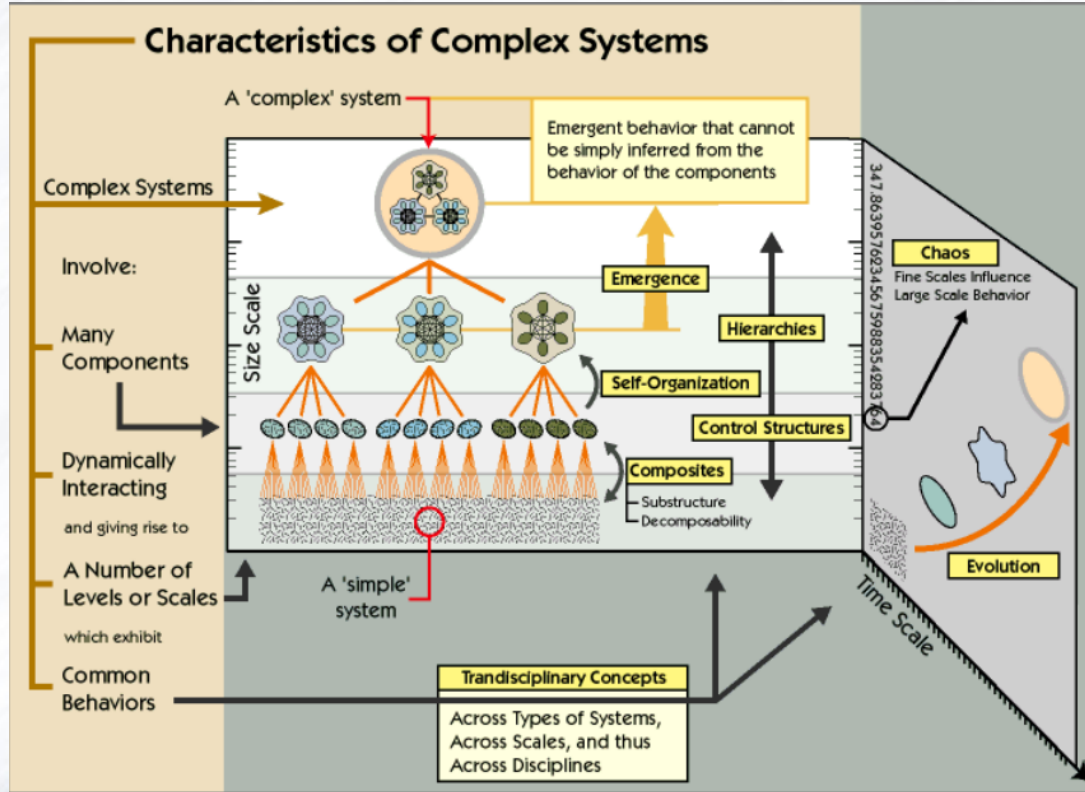 Characteristics of Complex Systems
A 'complex' system
Emergent behavior that cannot
be simply inferred from the
behavior of the components
Complex Systems
Involve:
Many
Components
Dynamically
Interacting
and giving rise to
A Number of
Levels or Scales
which exhibit
Common
Behaviors
Size Scale
Emergence
Hierarchies
Self-Organization
Control Structures
Composites
Substructure
Decomposability
A 'simple'
system
347.86395762345675988354283764
Chaos
Fine Scales Influence
Large Scale Behavior
Evolution
Time Scale
Trandisciplinary Concepts
Across Types of Systems,
Across Scales, and thus
Across Disciplines